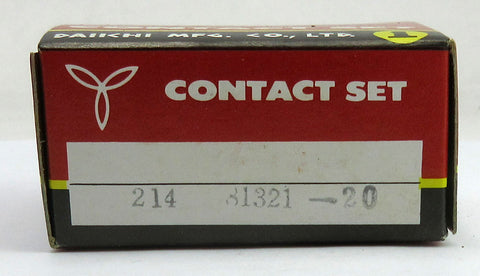 DAIICHI MFG. CO., LTD.
CONTACT SET
214 81321-20